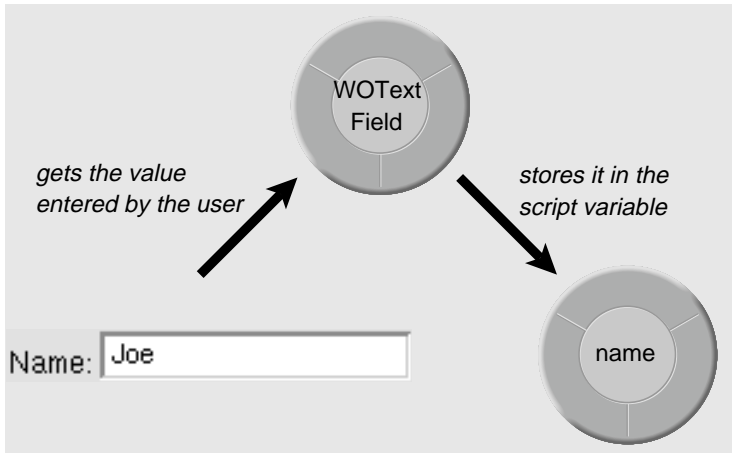 WOText
Field
gets the value
entered by the user
stores it in the
script variable
Name: Joe
name